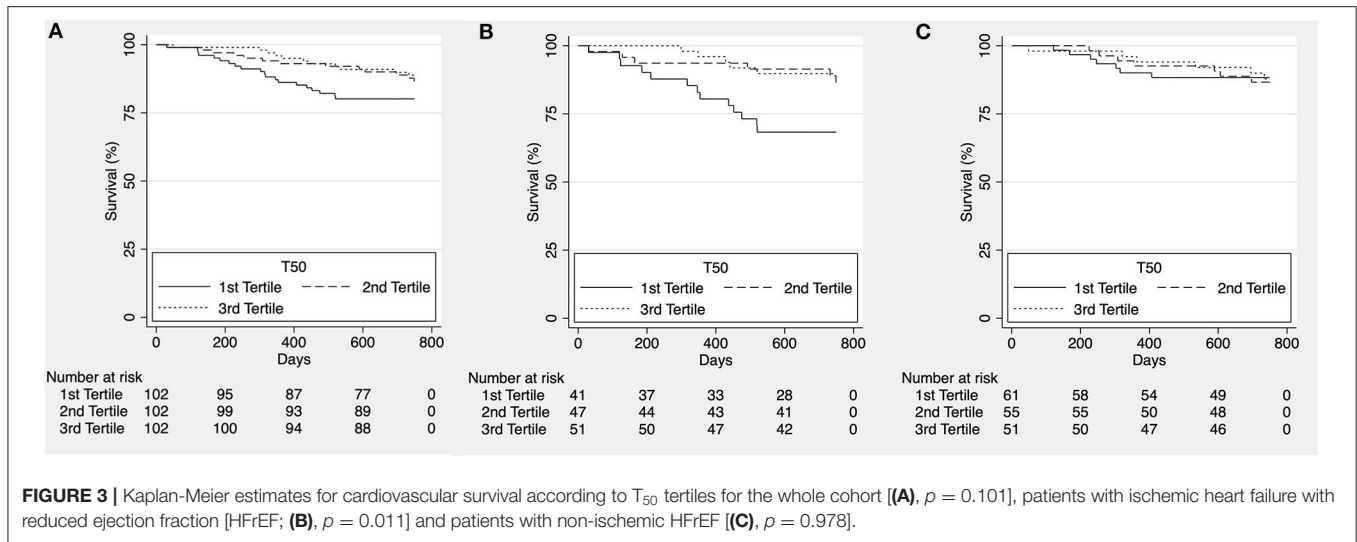 A
100
75
50
25
0
Survival (%)
T50
1st Tertile 2nd Tertile
3rd Tertile
0 200 400 600 800
Days
Number at risk
1st Tertile 102 95 87 77 0
2nd Tertile 102 99 93 89 0
3rd Tertile 102 100 94 88 0
B
100
75
50
25
0
Survival (%)
T50
1st Tertile 2nd Tertile
3rd Tertile
0 200 400 600 800
Days
Number at risk
1st Tertile 41 37 33 28 0
2nd Tertile 47 44 43 41 0
3rd Tertile 51 50 47 42 0
C
100
75
50
25
0
Survival (%)
T50
1st Tertile 2nd Tertile
3rd Tertile
0 200 400 600 800
Days
Number at risk
1st Tertile 61 58 54 49 0
2nd Tertile 55 55 50 48 0
3rd Tertile 51 50 47 46 0
FIGURE 3 | Kaplan-Meier estimates for cardiovascular survival according to T50 tertiles for the whole cohort [(A), p = 0.101], patients with ischemic heart failure with
reduced ejection fraction [HFrEF; (B), p = 0.011] and patients with non-ischemic HFrEF [(C), p = 0.978].